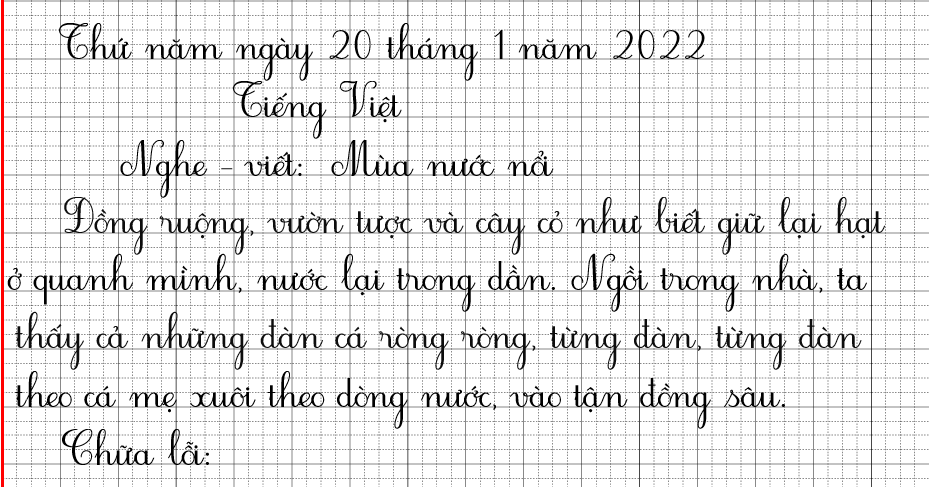 Thứ năm ngày 20 tháng 1 năm 2022
Tiếng Việt
Nghe - viết: Mùa nước nổi
Đồng ruộng, vườn tược và cây cỏ như biết giữ lại hạt
ở quanh mình, nước lại trong dần. Ngồi trong nhà, ta
thấy cả những đàn cá ròng ròng, từng đàn, từng đàn
theo cá mẹ xuôi theo dòng nước, vào tận đồng sâu.
Chữa lỗi: